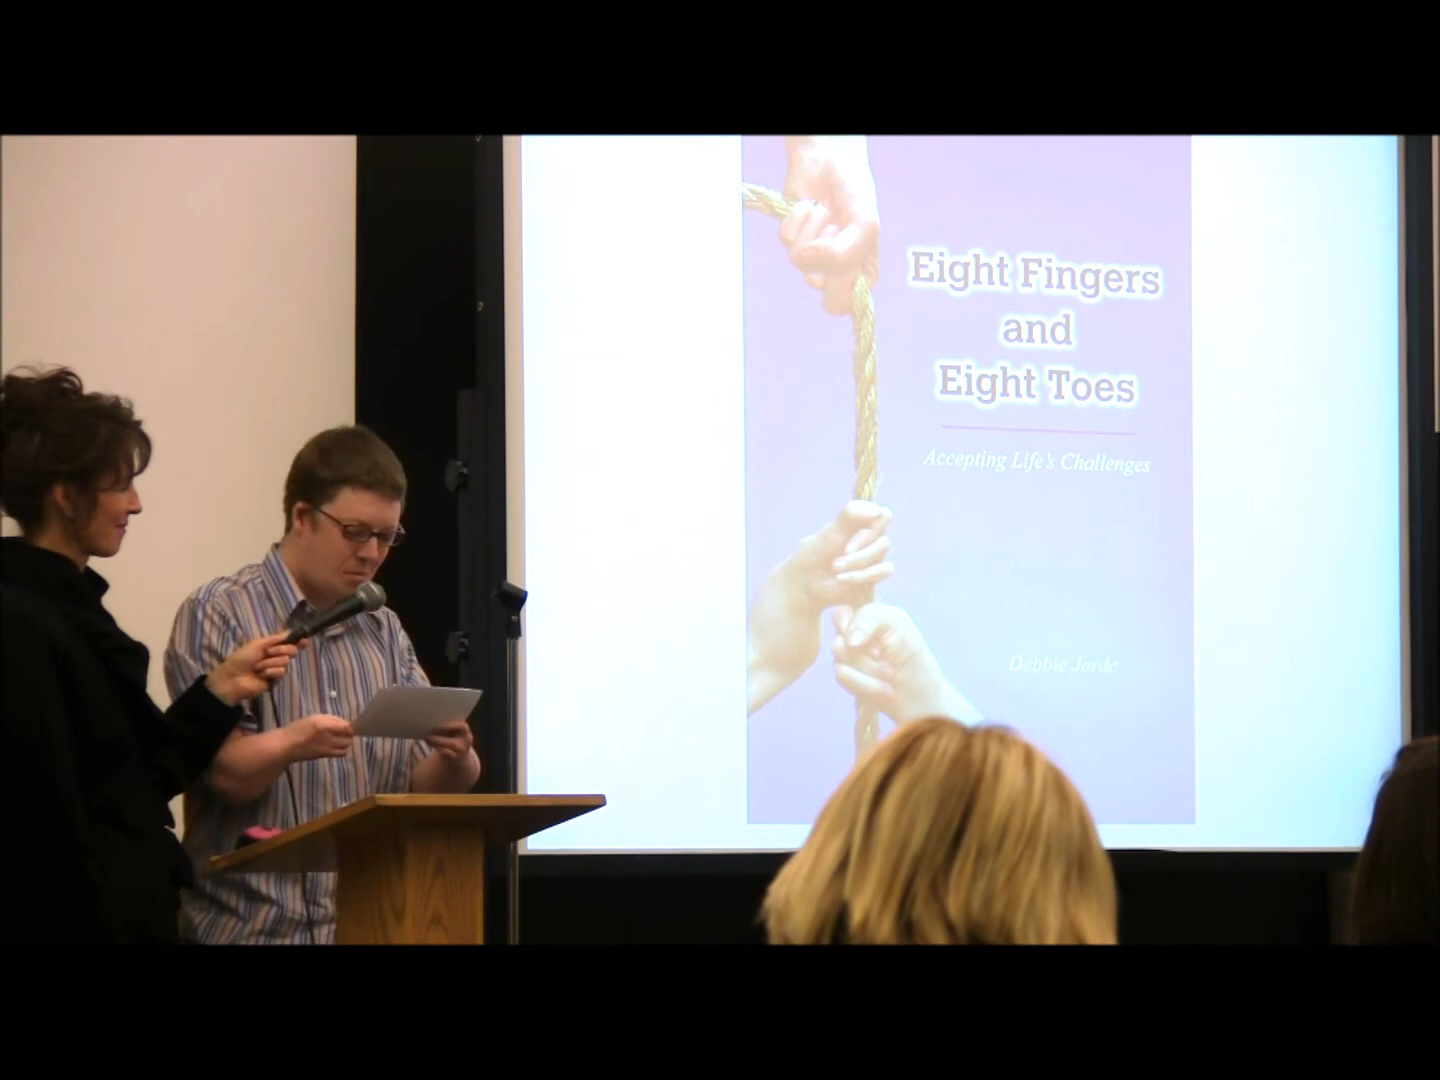 Eight Fingers
and
Eight Toes
Accepting Life's Challenges
Debbie Jorde